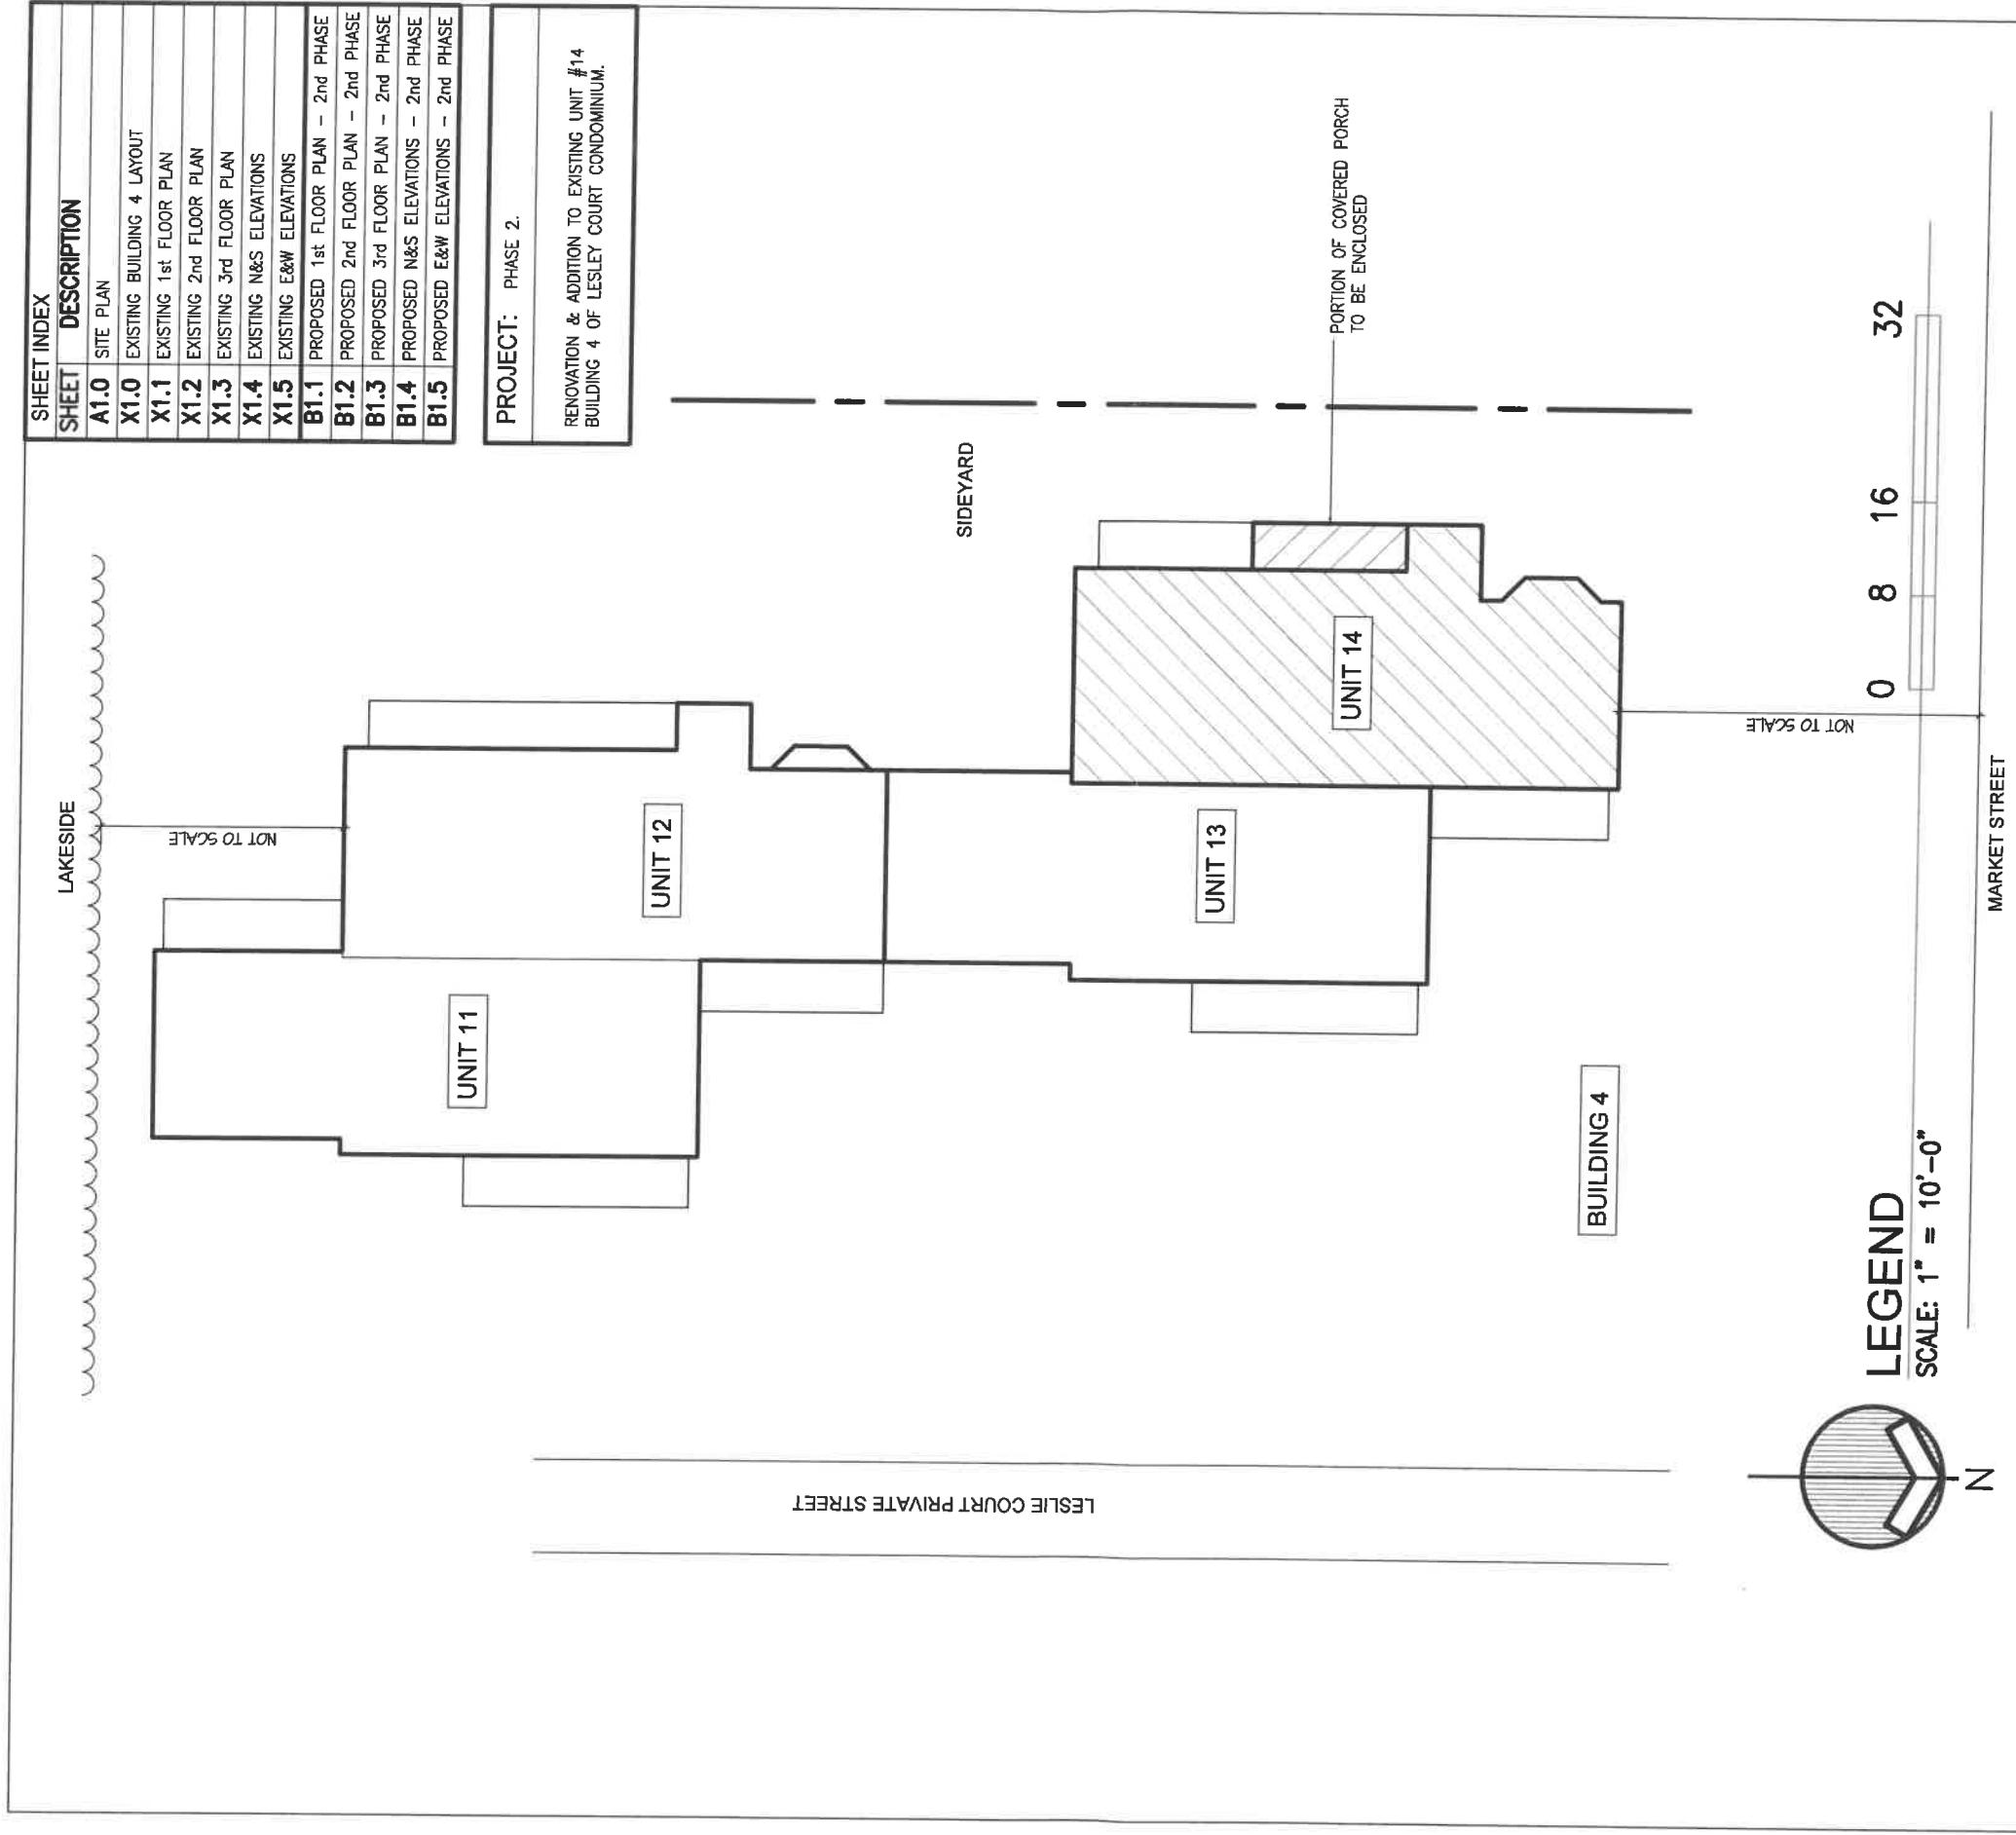 SHEET INDEX
SHEET DESCRIPTION
A1.0 SITE PLAN
X1.0 EXISTING BUILDING 4 LAYOUT
X1.1 EXISTING 1st FLOOR PLAN
X1.2 EXISTING 2nd FLOOR PLAN
X1.3 EXISTING 3rd FLOOR PLAN
X1.4 EXISTING N&S ELEVATIONS
X1.5 EXISTING E&W ELEVATIONS
B1.1 PROPOSED 1st FLOOR PLAN - 2nd PHASE
B1.2 PROPOSED 2nd FLOOR PLAN - 2nd PHASE
B1.3 PROPOSED 3rd FLOOR PLAN - 2nd PHASE
B1.4 PROPOSED N&S ELEVATIONS - 2nd PHASE
B1.5 PROPOSED E&W ELEVATIONS - 2nd PHASE
PROJECT: PHASE 2.
RENOVATION & ADDITION TO EXISTING UNIT #14
BUILDING 4 OF LESLEY COURT CONDOMINIUM.
LAKESIDE
NOT TO SCALE
UNIT 11
UNIT 12
SIDEYARD
UNIT 13
UNIT 14
PORTION OF COVERED PORCH
TO BE ENCLOSED
NOT TO SCALE
LESLIE COURT PRIVATE STREET
BUILDING 4
0 8 16 32
LEGEND
SCALE: 1" = 10'-0"
N
MARKET STREET